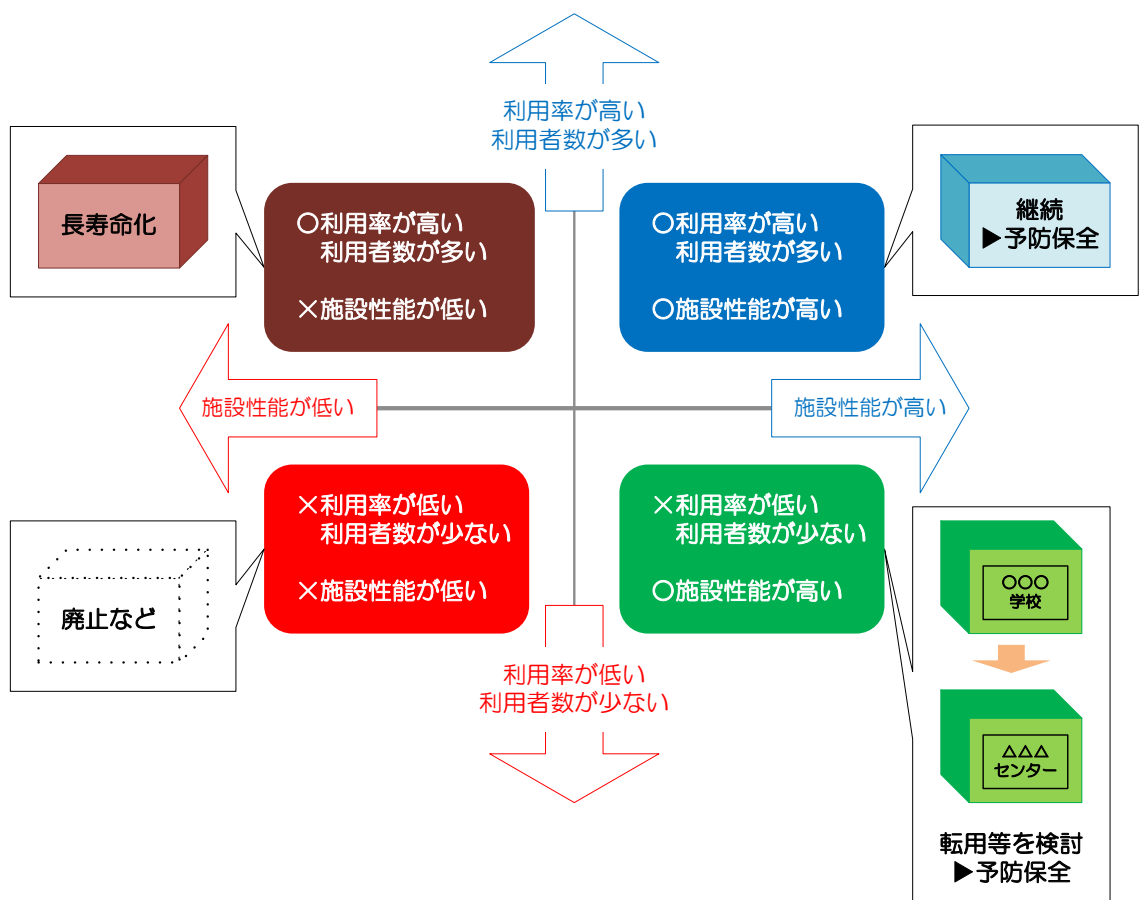 利用率が高い
利用者数が多い
長寿命化
○利用率が高い
利用者数が多い
×施設性能が低い
○利用率が高い
利用者数が多い
○施設性能が高い
継続
▶予防保全
施設性能が低い
施設性能が高い
×利用率が低い
利用者数が少ない
×施設性能が低い
×利用率が低い
利用者数が少ない
○施設性能が高い
廃止など
利用率が低い
利用者数が少ない
○○○
学校
△△△
センター
転用等を検討
▶予防保全